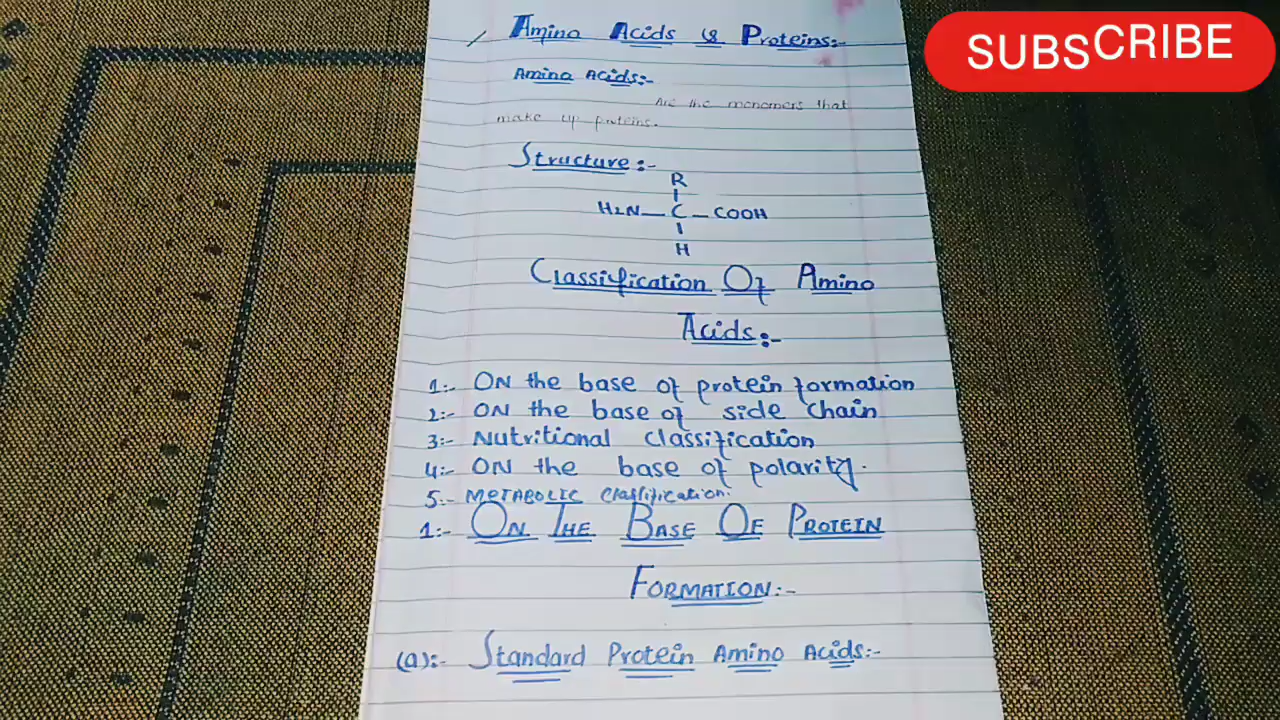 SUBSCRIBE
Amino Acids & Proteins:-
Amino Acids:-
Are the monomers that
make up proteins.
Structure:-
R
H₂N — C — COOH
H
Classification Of Amino
Acids:-
1:- ON the base of protein formation
2:- ON the base of side chain
3:- Nutritional classification
4:- ON the base of polarity.
5:- METABOLIC classification.
1:- ON THE BASE OF PROTEIN
FORMATION:-
(a):- Standard Protein Amino Acids:-